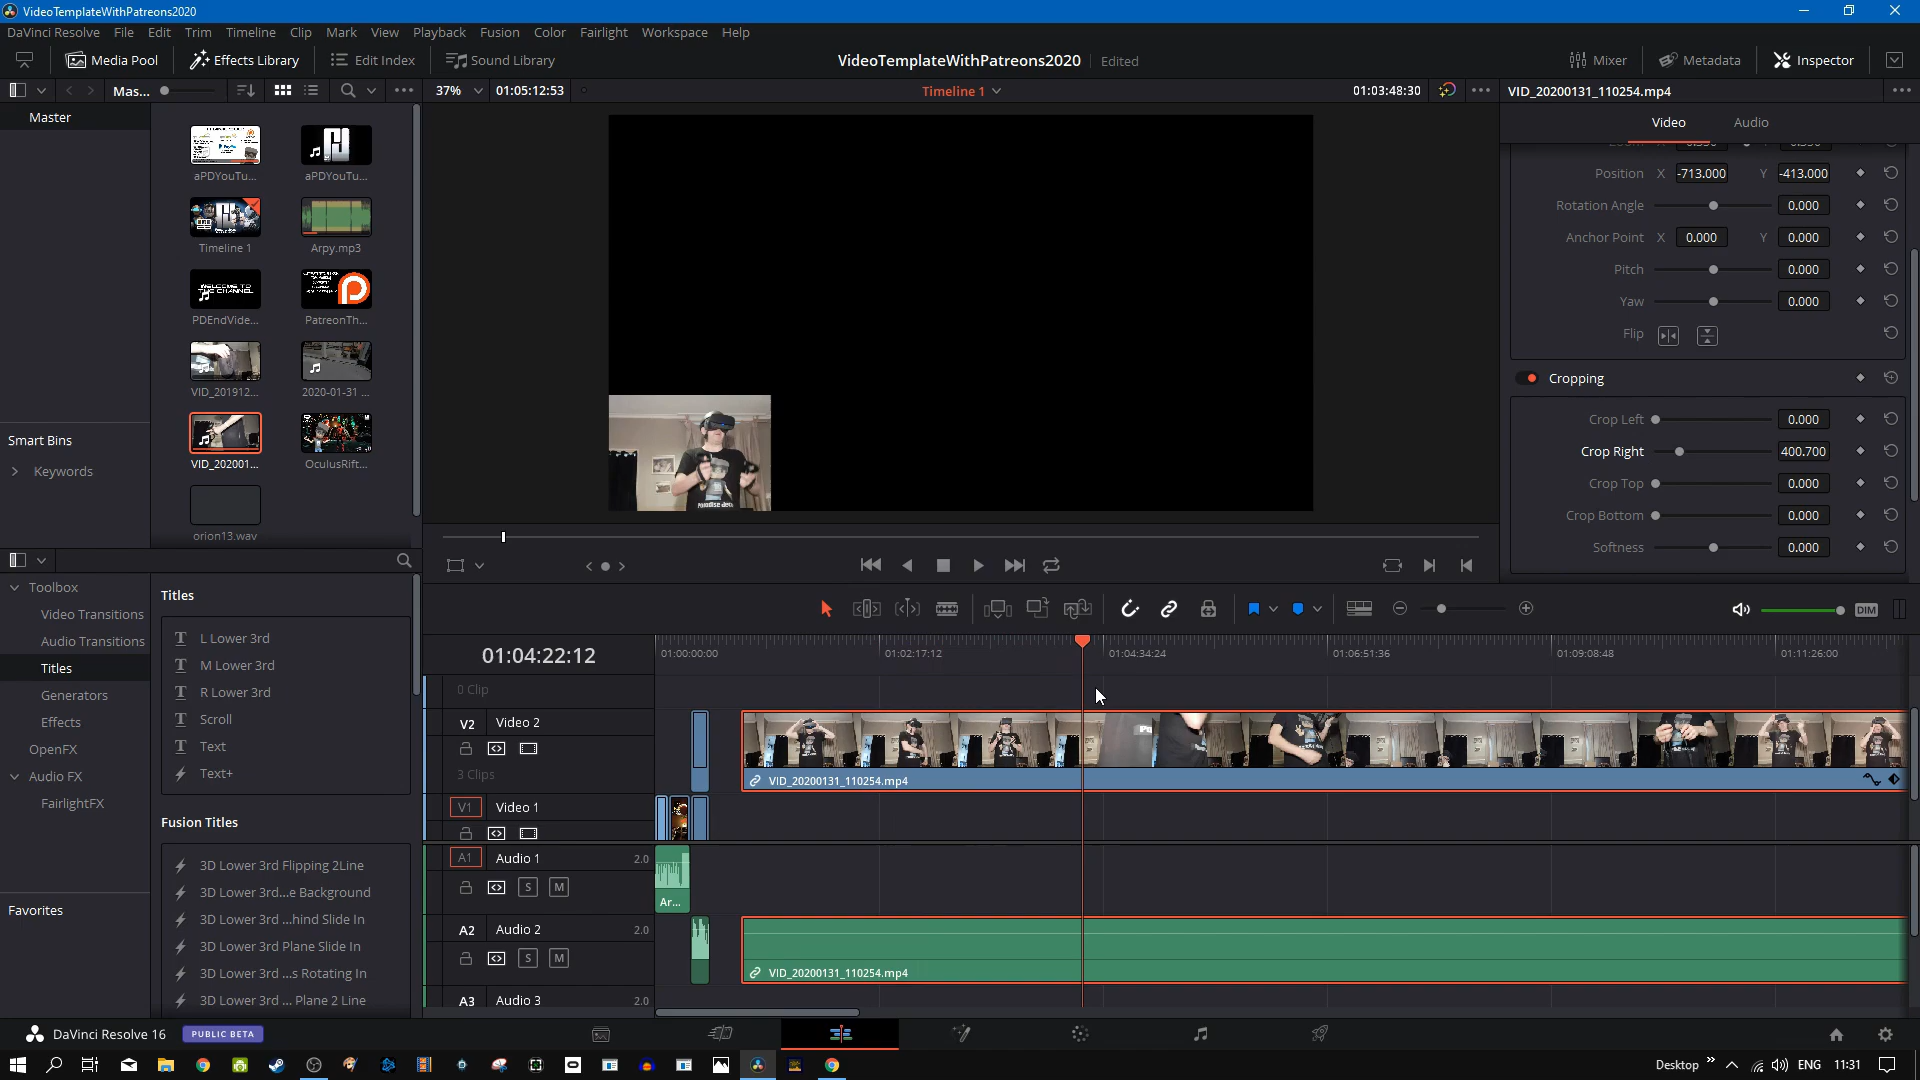 VideoTemplateWithPatreons2020
DaVinci Resolve File Edit Trim Timeline Clip Mark View Playback Fusion Color Fairlight Workspace Help
Media Pool Effects Library Edit Index Sound Library VideoTemplateWithPatreons2020 Edited Mixer Metadata Inspector
Mas... 37% 01:05:12:53 Timeline 1 01:03:48:30 VID_20200131_110254.mp4
Master
Video Audio
aPDYouTu... aPDYouTu...
Timeline 1 Arpy.mp3
WELCOME TO
THE CHANNEL
PDEndVide... PatreonTh...
VID_201912... 2020-01-31 ...
VID_202001... OculusRift...
orion13.wav
Position X -713.000 Y -413.000
Rotation Angle 0.000
Anchor Point X 0.000 Y 0.000
Pitch 0.000
Yaw 0.000
Flip
Cropping
Crop Left 0.000
Crop Right 400.700
Crop Top 0.000
Crop Bottom 0.000
Softness 0.000
Smart Bins
Keywords
Toolbox
Video Transitions
Audio Transitions
Titles
Generators
Effects
OpenFX
Audio FX
FairlightFX
Favorites
Titles
L Lower 3rd
M Lower 3rd
R Lower 3rd
Scroll
Text
Text+
Fusion Titles
3D Lower 3rd Flipping 2Line
3D Lower 3rd...e Background
3D Lower 3rd ...hind Slide In
3D Lower 3rd Plane Slide In
3D Lower 3rd ...s Rotating In
3D Lower 3rd ... Plane 2 Line
DIM
01:04:22:12
01:00:00:00 01:02:17:12 01:04:34:24 01:06:51:36 01:09:08:48 01:11:26:00
0 Clip
V2 Video 2
3 Clips
VID_20200131_110254.mp4
V1 Video 1
A1 Audio 1 2.0
S M
Ar...
A2 Audio 2 2.0
S M
VID_20200131_110254.mp4
A3 Audio 3 2.0
DaVinci Resolve 16 PUBLIC BETA
Desktop ENG 11:31